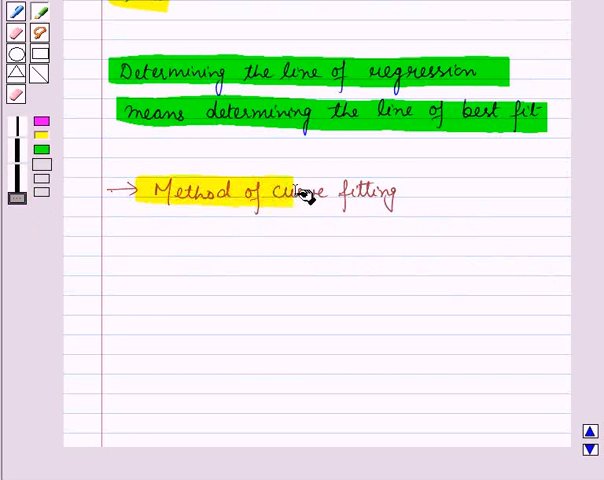 Determining the line of regression
means determining the line of best fit
→ Method of curve fitting